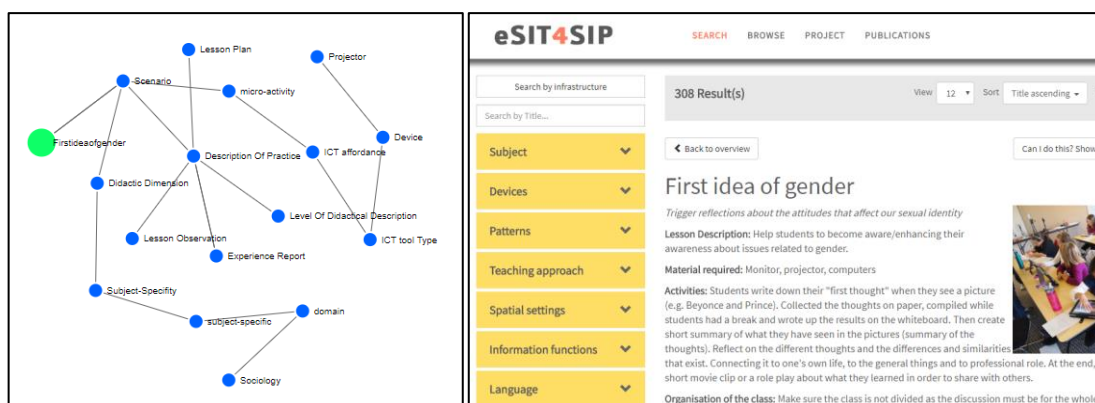 Lesson Plan
Projector
Scenario
micro-activity
Firstideaofgender
Device
Description Of Practice
ICT affordance
Didactic Dimension
Level Of Didactical Description
Lesson Observation
ICT tool Type
Experience Report
Subject-Specifity
domain
subject-specific
Sociology
eSIT4SIP
SEARCH BROWSE PROJECT PUBLICATIONS
Search by infrastructure
Search by Title...
Subject
Devices
Patterns
Teaching approach
Spatial settings
Information functions
Language
308 Result(s)
View 12 Sort Title ascending
Back to overview
Can I do this? Show
First idea of gender
Trigger reflections about the attitudes that affect our sexual identity
Lesson Description: Help students to become aware/enhancing their
awareness about issues related to gender.
Material required: Monitor, projector, computers
Activities: Students write down their "first thought" when they see a picture
(e.g. Beyonce and Prince). Collected the thoughts on paper, compiled while
students had a break and wrote up the results on the whiteboard. Then create
short summary of what they have seen in the pictures (summary of the
thoughts). Reflect on the different thoughts and the differences and similarities
that exist. Connecting it to one's own life, to the general things and to professional role. At the end,
short movie clip or a role play about what they learned in order to share with others.
Organisation of the class: Make sure the class is not divided as the discussion must be for the whole